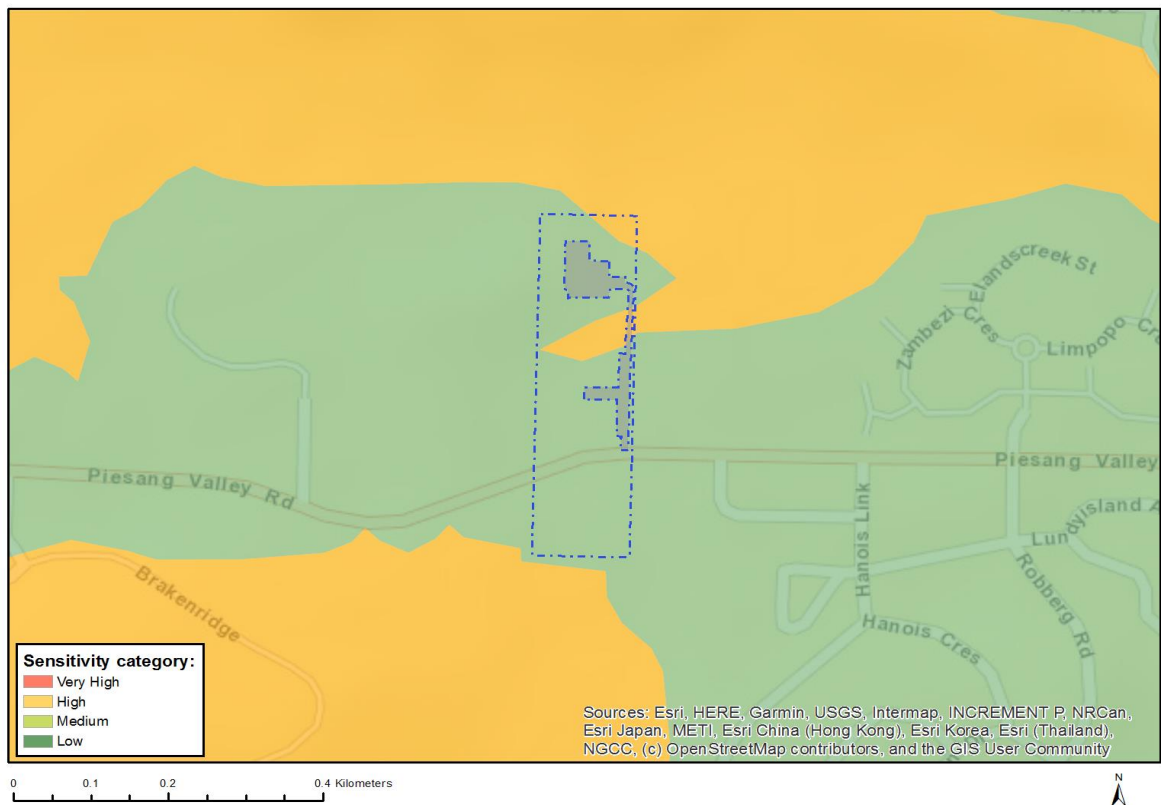 Elandscreek St
Zambezi
Cres
Limpopo
Piesang Valley Rd
Piesang Valley
Hanois Link
Lundyisland A
Robberg Rd
Hanois Cres
Brakenridge
Sensitivity category:
Very High
High
Medium
Low
Sources: Esri, HERE, Garmin, USGS, Intermap, INCREMENT P, NRCan,
Esri Japan, METI, Esri China (Hong Kong), Esri Korea, Esri (Thailand),
NGCC, (c) OpenStreetMap contributors, and the GIS User Community
0 0.1 0.2 0.4 Kilometers
N